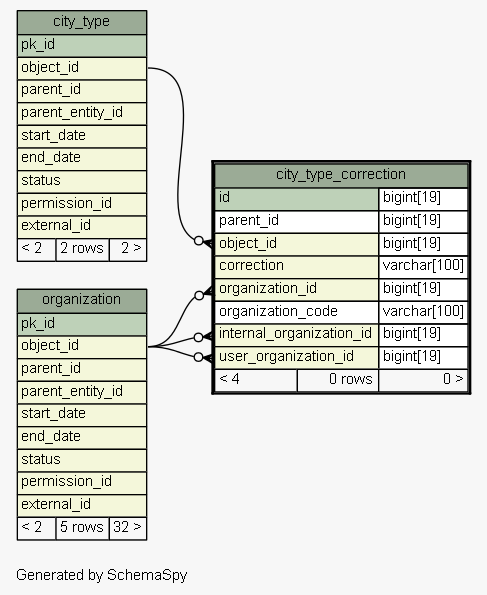 city_type
pk_id
object_id
parent_id
parent_entity_id
start_date
end_date
status
permission_id
external_id
< 2 2 rows 2 >
city_type_correction
id bigint[19]
parent_id bigint[19]
object_id bigint[19]
correction varchar[100]
organization_id bigint[19]
organization_code varchar[100]
internal_organization_id bigint[19]
user_organization_id bigint[19]
< 4 0 rows 0 >
organization
pk_id
object_id
parent_id
parent_entity_id
start_date
end_date
status
permission_id
external_id
< 2 5 rows 32 >
Generated by SchemaSpy